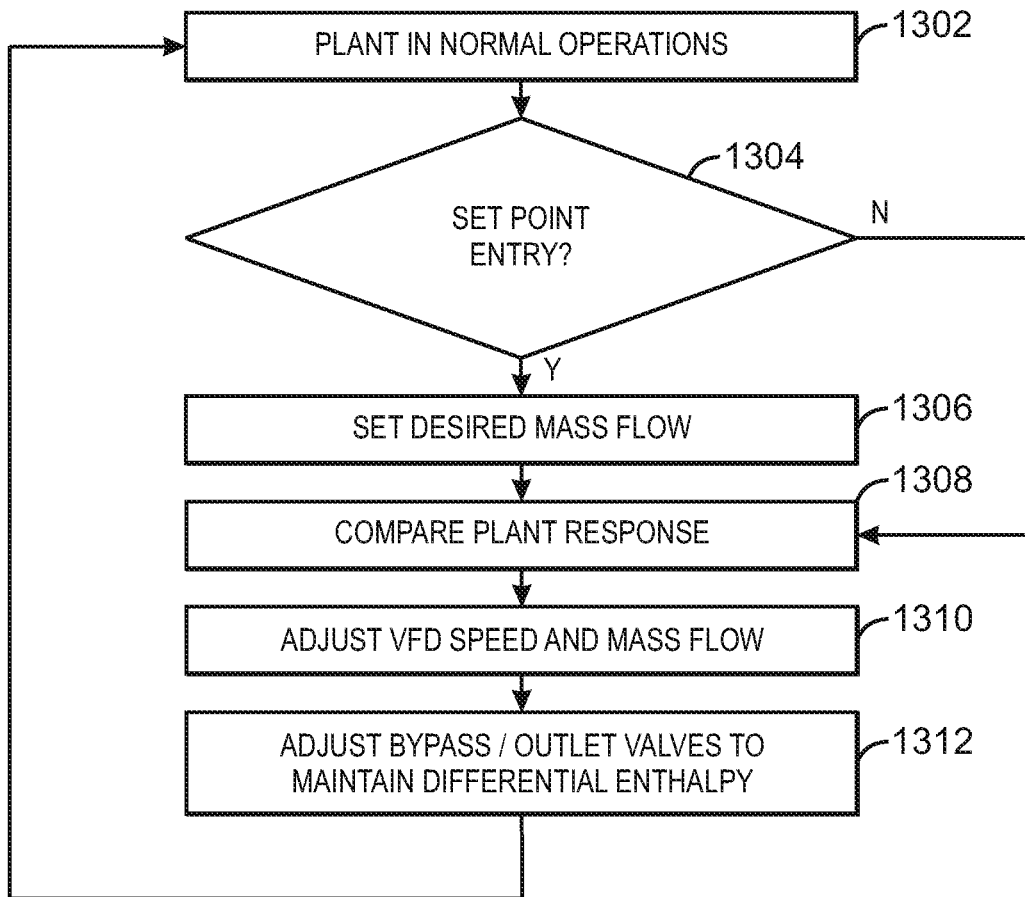 PLANT IN NORMAL OPERATIONS
1302
1304
SET POINT
ENTRY?
N
Y
SET DESIRED MASS FLOW
1306
1308
COMPARE PLANT RESPONSE
ADJUST VFD SPEED AND MASS FLOW
1310
ADJUST BYPASS / OUTLET VALVES TO
MAINTAIN DIFFERENTIAL ENTHALPY
1312